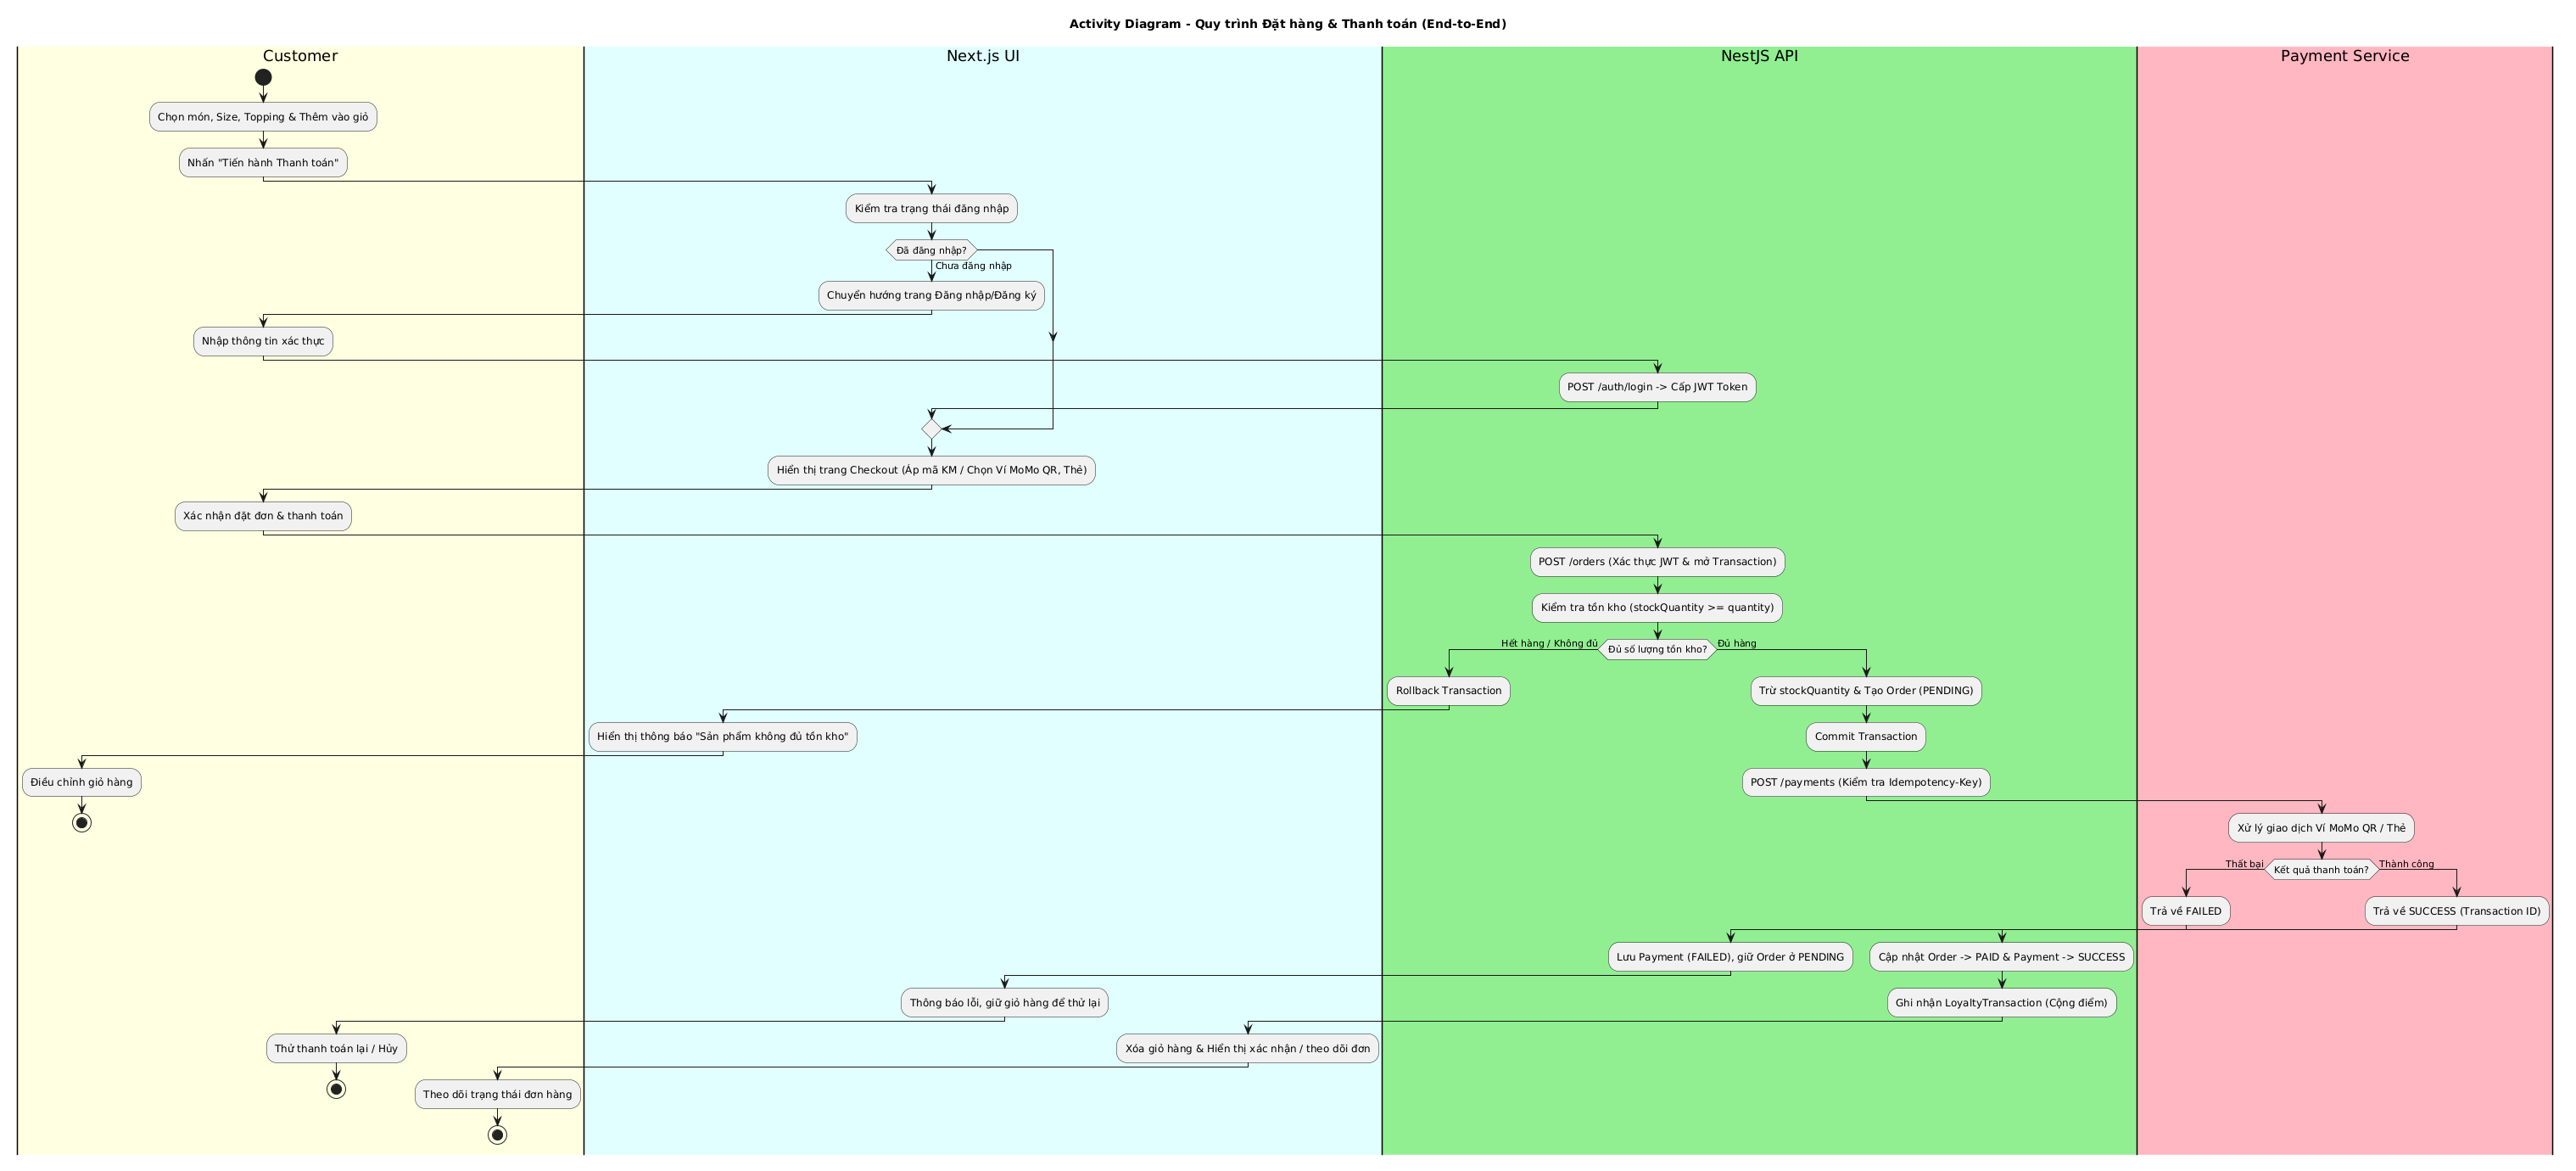 Activity Diagram - Quy trình Đặt hàng & Thanh toán (End-to-End)
Customer
Next.js UI
NestJS API
Payment Service
Chọn món, Size, Topping & Thêm vào giỏ
Nhấn "Tiến hành Thanh toán"
Kiểm tra trạng thái đăng nhập
Đã đăng nhập?
Chưa đăng nhập
Chuyển hướng trang Đăng nhập/Đăng ký
Nhập thông tin xác thực
POST /auth/login -> Cấp JWT Token
Hiển thị trang Checkout (Áp mã KM / Chọn Ví MoMo QR, Thẻ)
Xác nhận đặt đơn & thanh toán
POST /orders (Xác thực JWT & mở Transaction)
Kiểm tra tồn kho (stockQuantity >= quantity)
Hết hàng / Không đủ
Đủ số lượng tồn kho?
Đủ hàng
Rollback Transaction
Trừ stockQuantity & Tạo Order (PENDING)
Hiển thị thông báo "Sản phẩm không đủ tồn kho"
Commit Transaction
Điều chỉnh giỏ hàng
POST /payments (Kiểm tra Idempotency-Key)
Xử lý giao dịch Ví MoMo QR / Thẻ
Thất bại
Kết quả thanh toán?
Thành công
Trả về FAILED
Trả về SUCCESS (Transaction ID)
Lưu Payment (FAILED), giữ Order ở PENDING
Cập nhật Order -> PAID & Payment -> SUCCESS
Thông báo lỗi, giữ giỏ hàng để thử lại
Ghi nhận LoyaltyTransaction (Cộng điểm)
Thử thanh toán lại / Hủy
Xóa giỏ hàng & Hiển thị xác nhận / theo dõi đơn
Theo dõi trạng thái đơn hàng